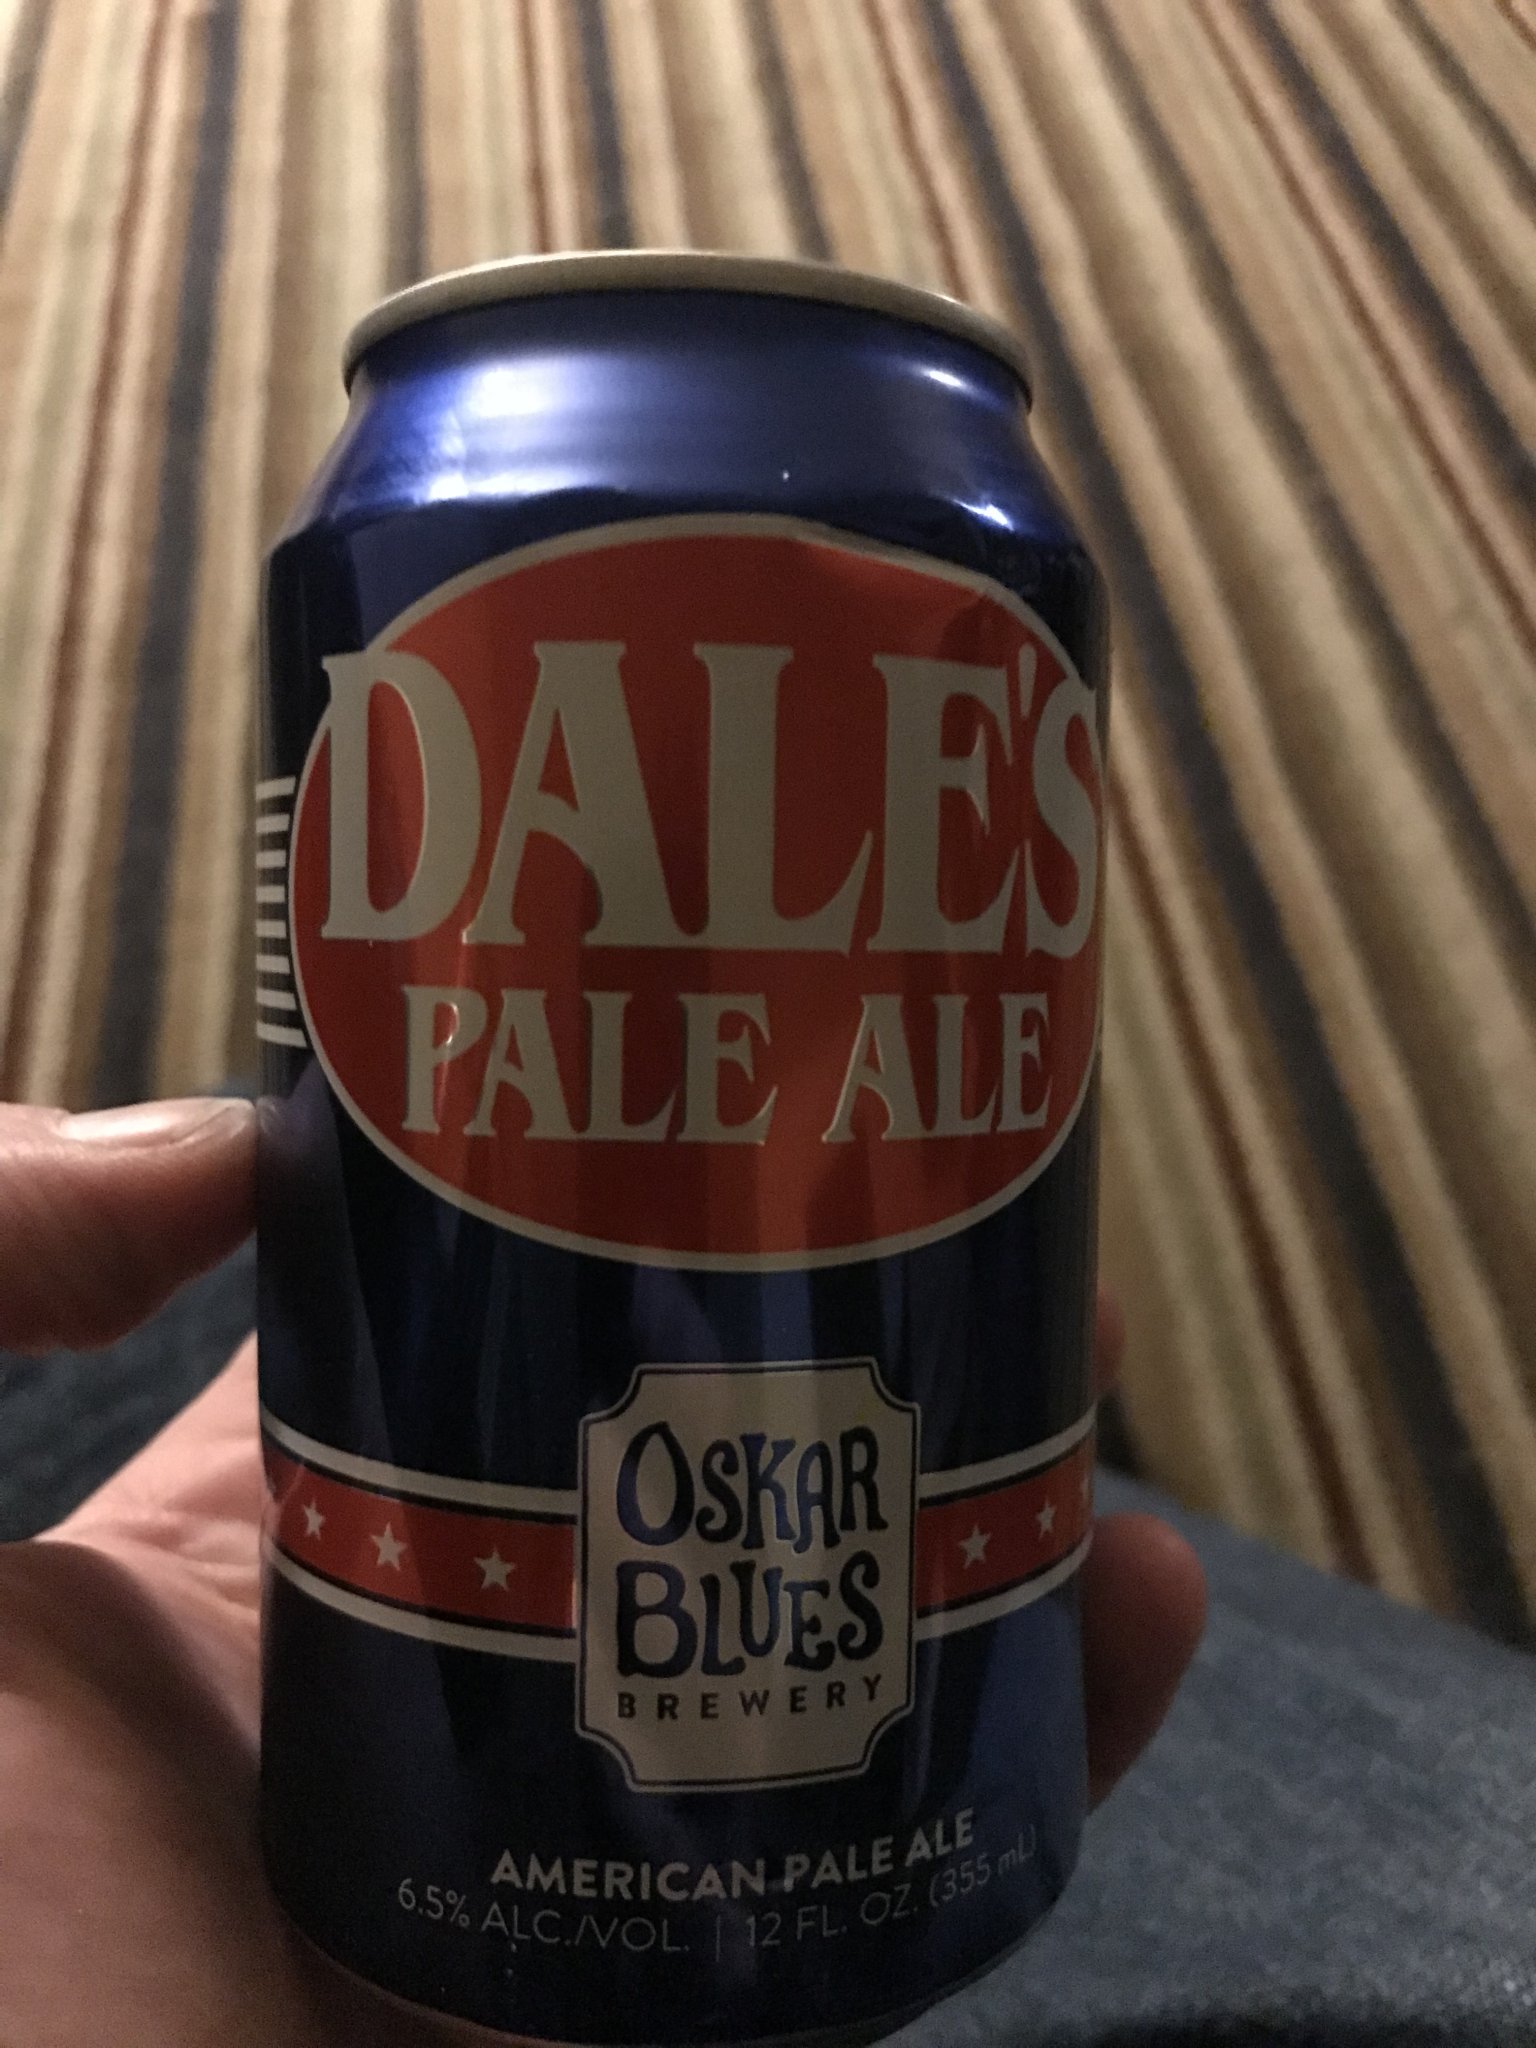 DALE'S
PALE ALE
OSKAR
BLUES
BREWERY
AMERICAN PALE ALE
6.5% ALC./VOL. | 12 FL. OZ. (355 mL)